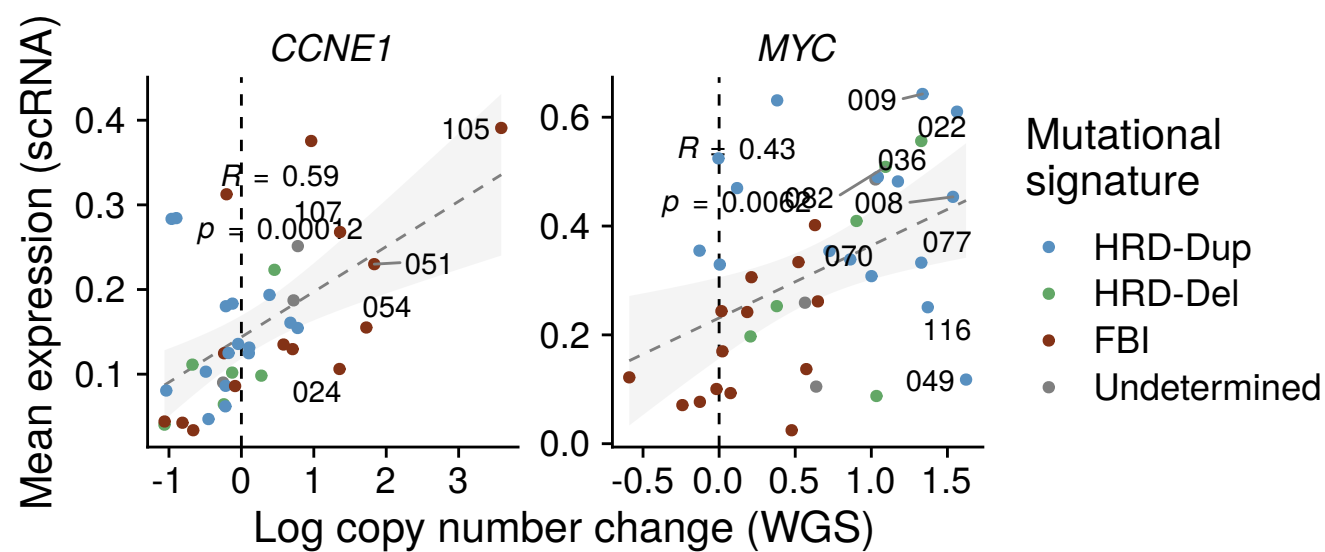 CCNE1
MYC
Mean expression (scRNA)
0.4
0.3
0.2
0.1
-1
0
1
2
3
R = 0.59
p = 0.00012
105
107
051
054
024
0.6
0.4
0.2
0.0
-0.5
0.0
0.5
1.0
1.5
R = 0.43
p = 0.0062
009
022
036
082
008
070
077
116
049
Log copy number change (WGS)
Mutational
signature
HRD-Dup
HRD-Del
FBI
Undetermined